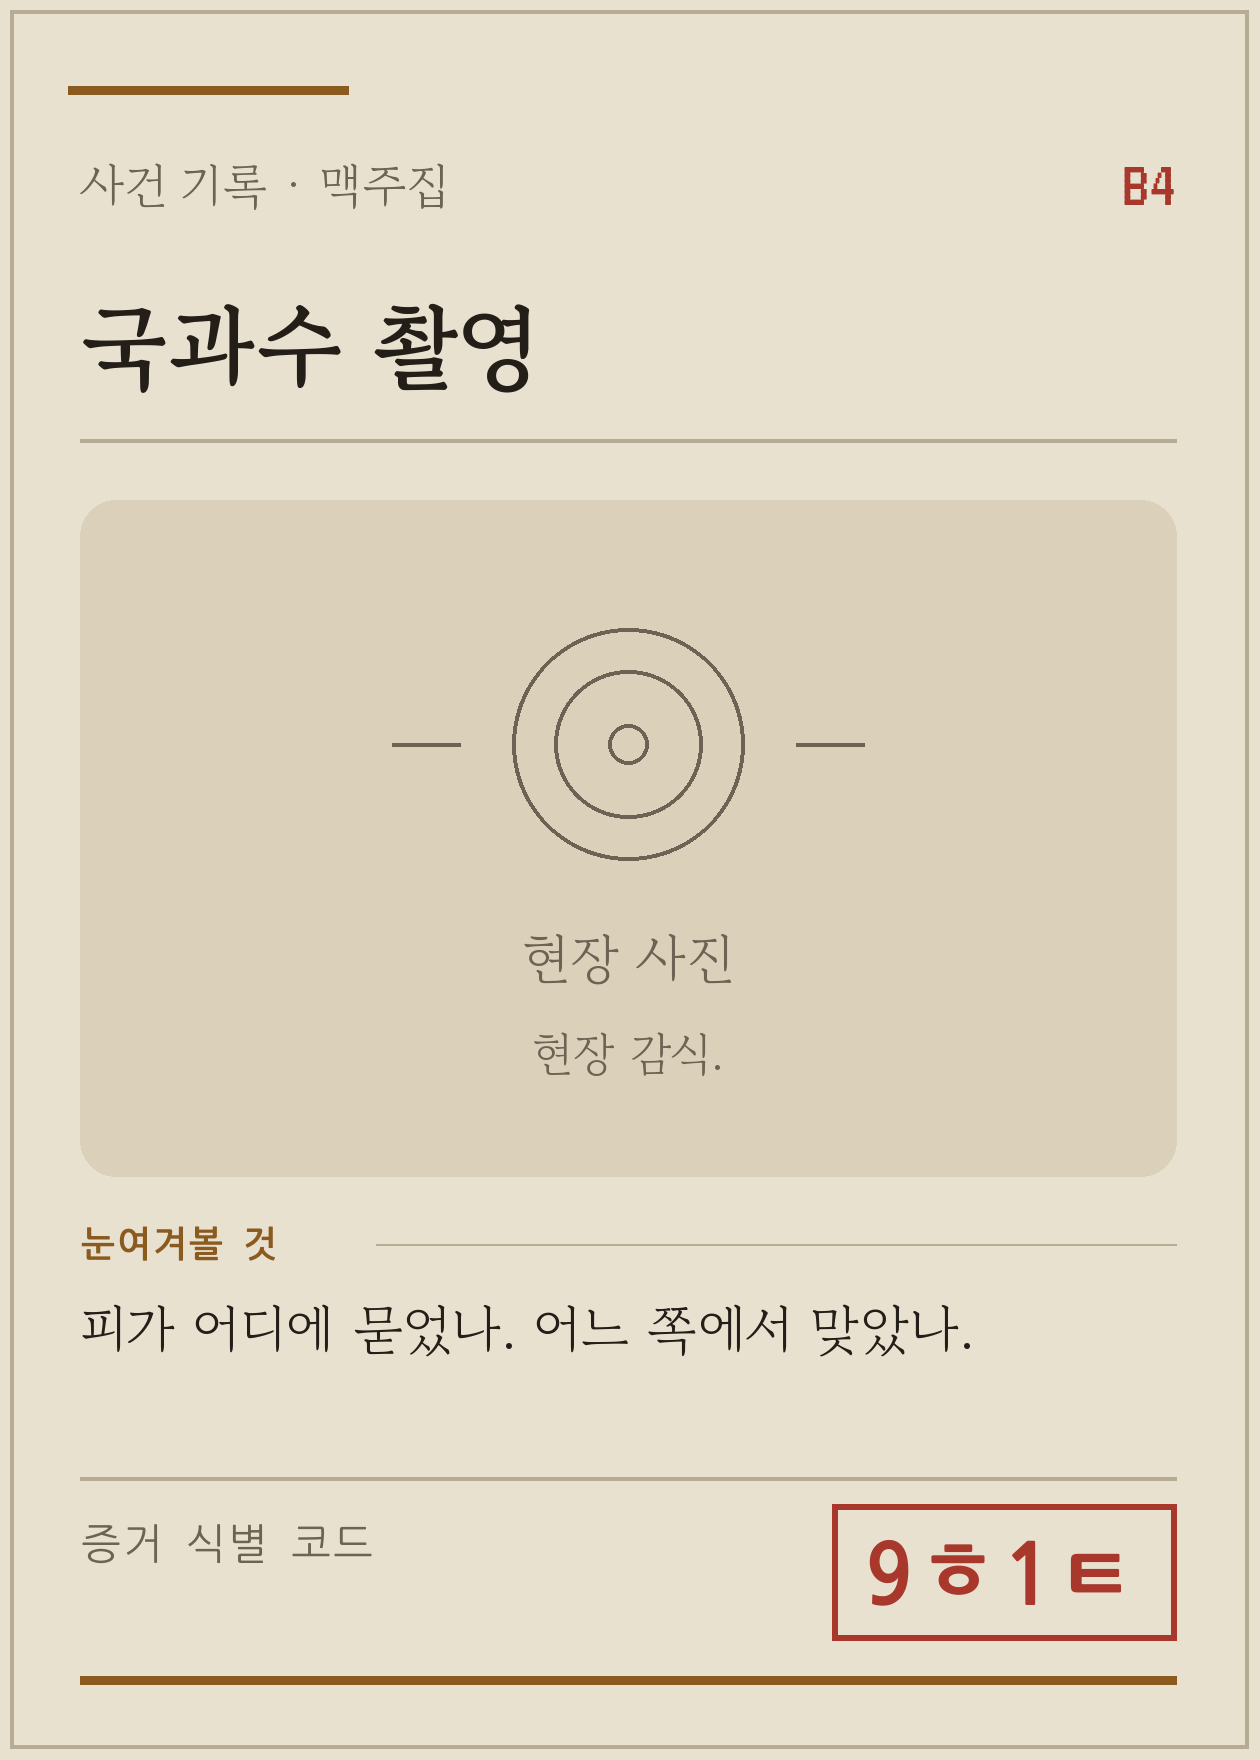 사건 기록 · 맥주집
B4
국과수 촬영
현장 사진
현장 감식.
눈여겨볼 것
피가 어디에 묻었나. 어느 쪽에서 맞았나.
증거 식별 코드
9ㅎ1ㅌ